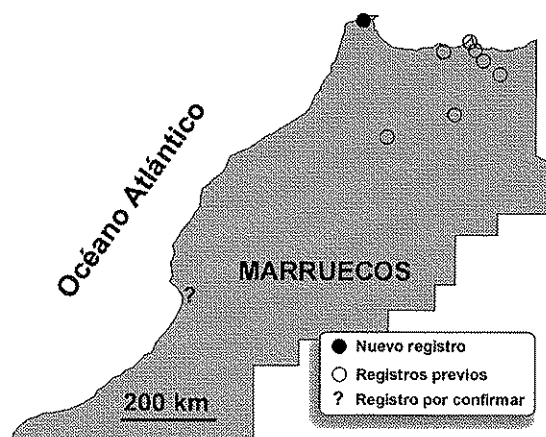 Océano Atlántico
MARRUECOS
?
● Nuevo registro
○ Registros previos
? Registro por confirmar
200 km